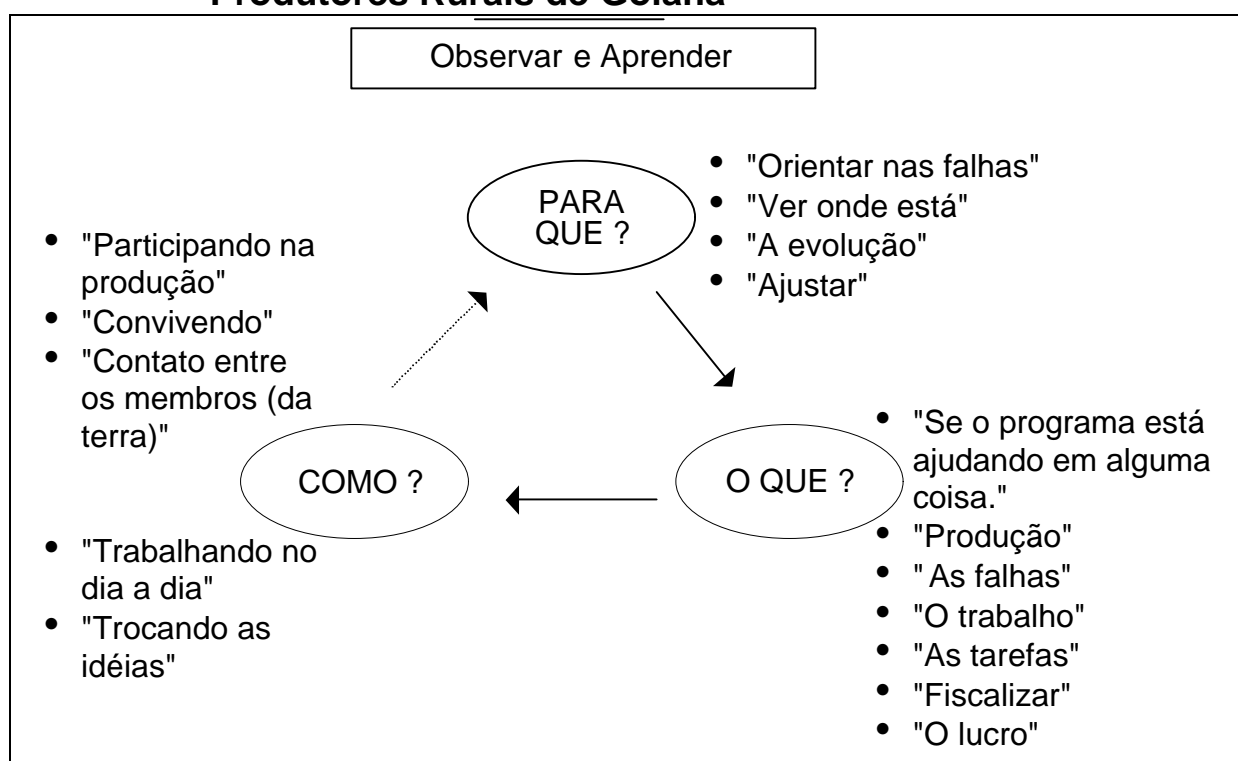 Produtores Rurais de Goiana
Observar e Aprender
PARA
QUE ?
• "Orientar nas falhas"
• "Ver onde está"
• "A evolução"
• "Ajustar"
• "Participando na
produção"
• "Convivendo"
• "Contato entre
os membros (da
terra)"
COMO ?
O QUE ?
• "Se o programa está
ajudando em alguma
coisa."
• "Produção"
• " As falhas"
• "O trabalho"
• "As tarefas"
• "Fiscalizar"
• "O lucro"
• "Trabalhando no
dia a dia"
• "Trocando as
idéias"